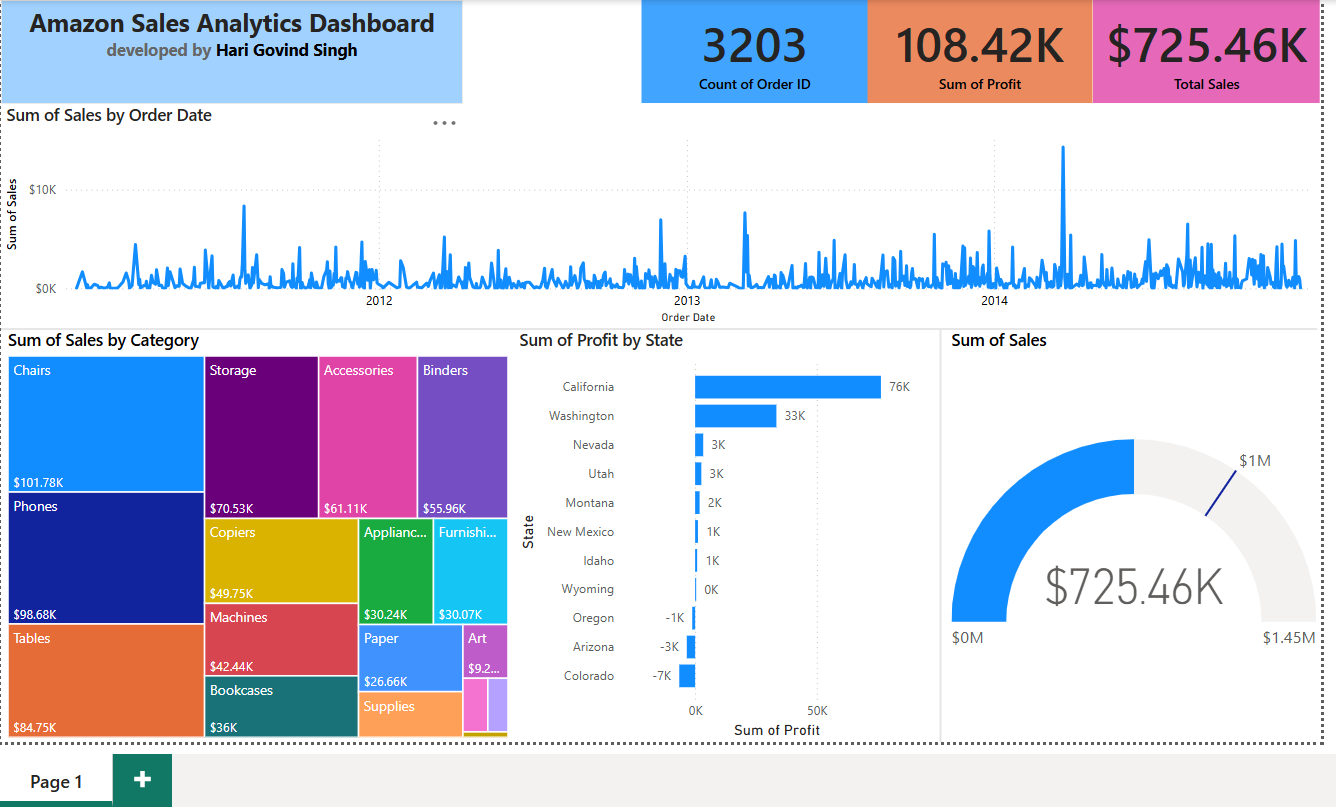 Amazon Sales Analytics Dashboard
developed by Hari Govind Singh
3203
Count of Order ID
108.42K
Sum of Profit
$725.46K
Total Sales
Sum of Sales by Order Date
Sum of Sales
$10K
$0K
2012
2013
2014
Order Date
Sum of Sales by Category
Chairs
$101.78K
Phones
$98.68K
Tables
$84.75K
Storage
$70.53K
Accessories
$61.11K
Binders
$55.96K
Copiers
$49.75K
Machines
$42.44K
Bookcases
$36K
Applianc...
$30.24K
Furnishi...
$30.07K
Paper
$26.66K
Supplies
Art
$9.2...
Sum of Profit by State
State
California 76K
Washington 33K
Nevada 3K
Utah 3K
Montana 2K
New Mexico 1K
Idaho 1K
Wyoming 0K
Oregon -1K
Arizona -3K
Colorado -7K
0K 50K
Sum of Profit
Sum of Sales
$1M
$725.46K
$0M
$1.45M
Page 1